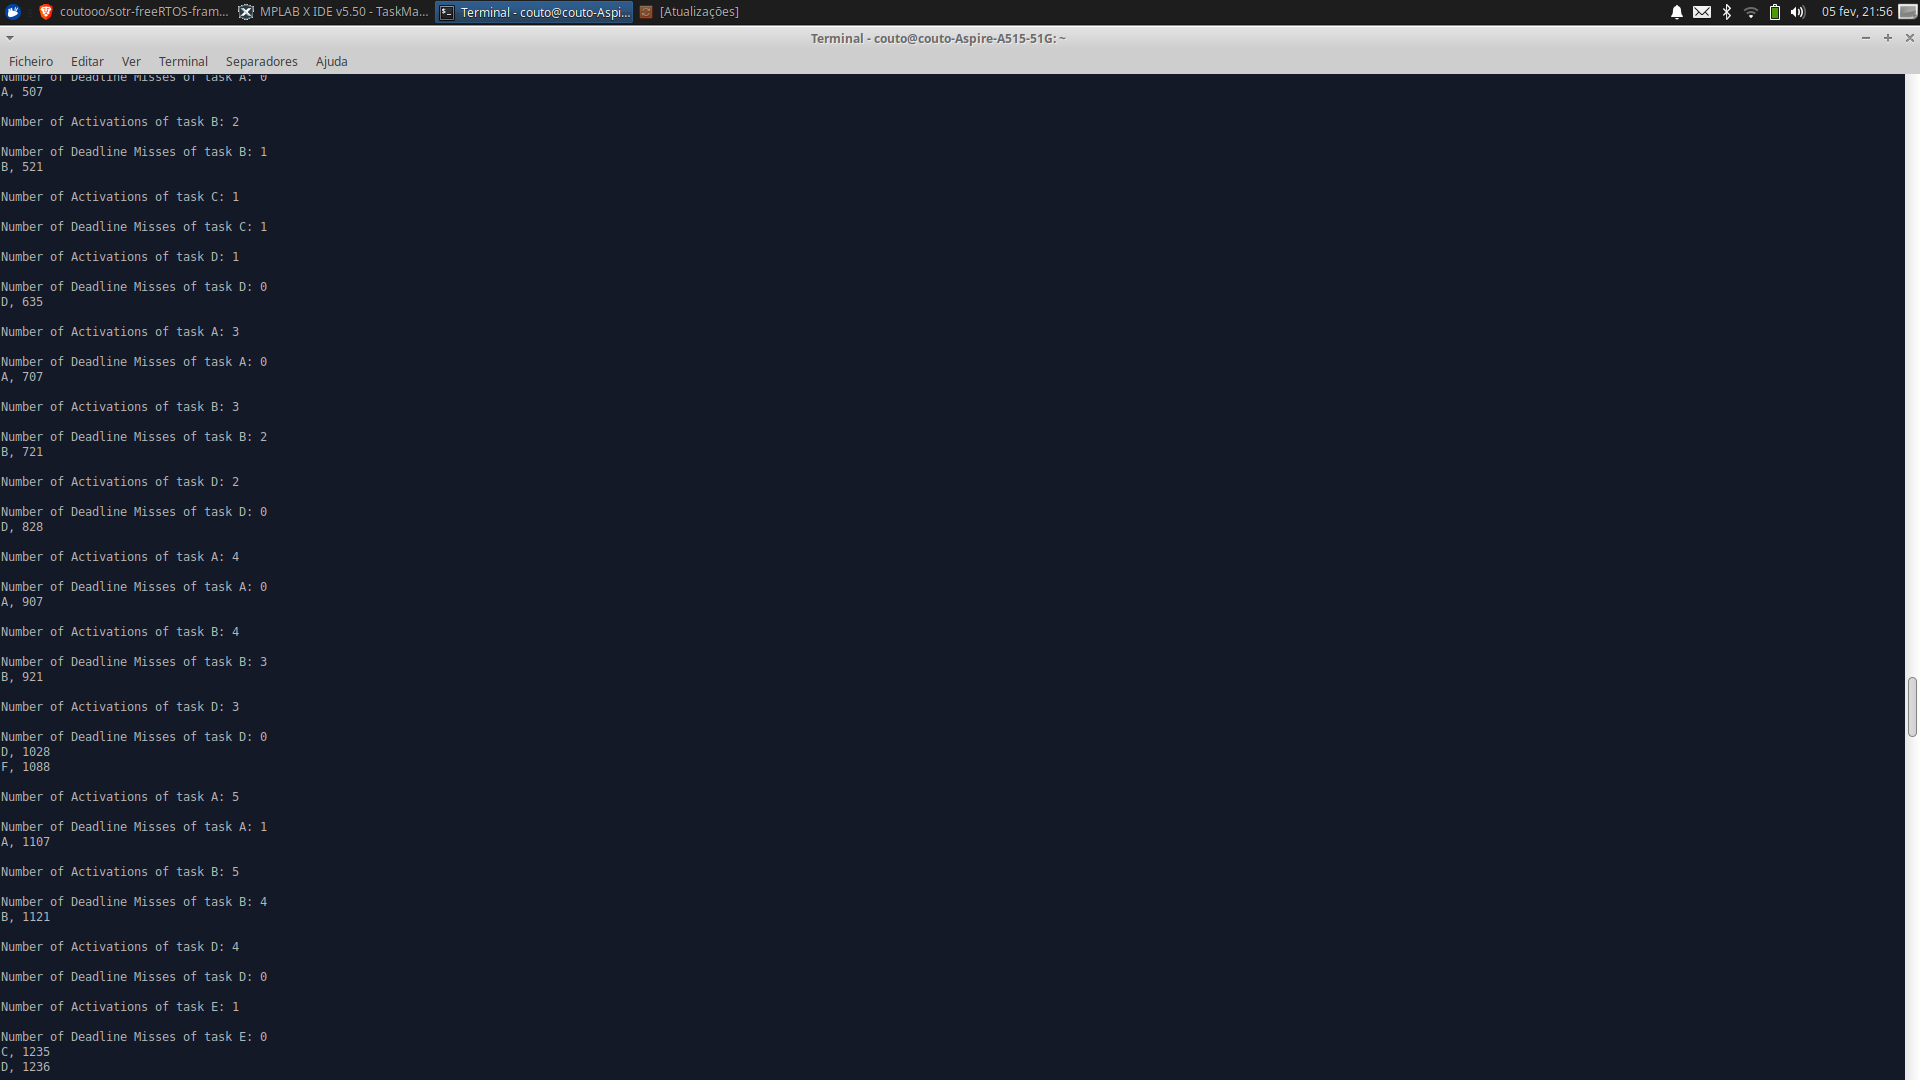 coutooo/sotr-freeRTOS-fram...
MPLAB X IDE v5.50 - TaskMa...
Terminal - couto@couto-Aspi...
[Atualizações]
05 fev, 21:56
Terminal - couto@couto-Aspire-A515-51G: ~
Ficheiro Editar Ver Terminal Separadores Ajuda
Number of Deadline Misses of task A: 0
A, 507
Number of Activations of task B: 2
Number of Deadline Misses of task B: 1
B, 521
Number of Activations of task C: 1
Number of Deadline Misses of task C: 1
Number of Activations of task D: 1
Number of Deadline Misses of task D: 0
D, 635
Number of Activations of task A: 3
Number of Deadline Misses of task A: 0
A, 707
Number of Activations of task B: 3
Number of Deadline Misses of task B: 2
B, 721
Number of Activations of task D: 2
Number of Deadline Misses of task D: 0
D, 828
Number of Activations of task A: 4
Number of Deadline Misses of task A: 0
A, 907
Number of Activations of task B: 4
Number of Deadline Misses of task B: 3
B, 921
Number of Activations of task D: 3
Number of Deadline Misses of task D: 0
D, 1028
F, 1088
Number of Activations of task A: 5
Number of Deadline Misses of task A: 1
A, 1107
Number of Activations of task B: 5
Number of Deadline Misses of task B: 4
B, 1121
Number of Activations of task D: 4
Number of Deadline Misses of task D: 0
Number of Activations of task E: 1
Number of Deadline Misses of task E: 0
C, 1235
D, 1236